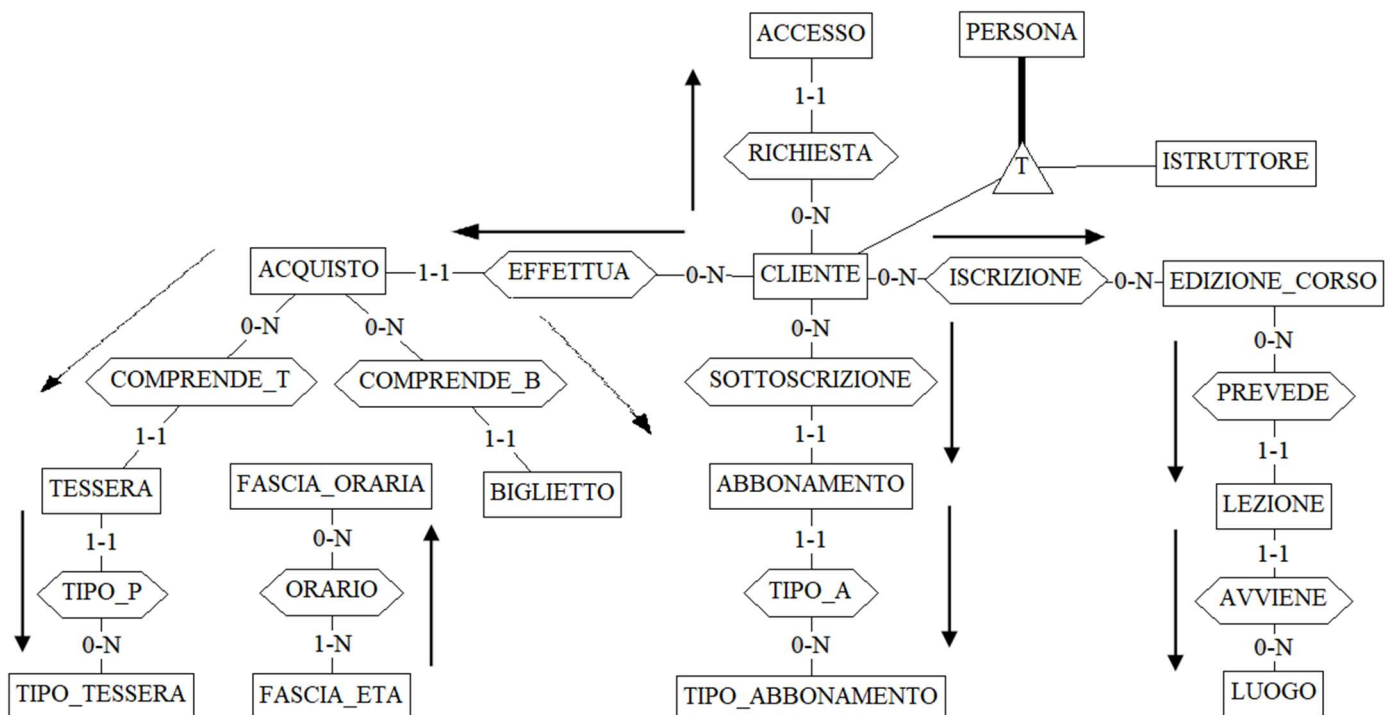 ACCESSO
PERSONA
1-1
RICHIESTA
T
ISTRUTTORE
0-N
ACQUISTO
1-1
EFFETTUA
0-N
CLIENTE
0-N
ISCRIZIONE
0-N
EDIZIONE_CORSO
0-N
0-N
0-N
0-N
COMPRENDE_T
COMPRENDE_B
SOTTOSCRIZIONE
PREVEDE
1-1
1-1
1-1
1-1
TESSERA
FASCIA_ORARIA
BIGLIETTO
ABBONAMENTO
LEZIONE
1-1
0-N
1-1
1-1
TIPO_P
ORARIO
TIPO_A
AVVIENE
0-N
1-N
0-N
0-N
TIPO_TESSERA
FASCIA_ETA
TIPO_ABBONAMENTO
LUOGO